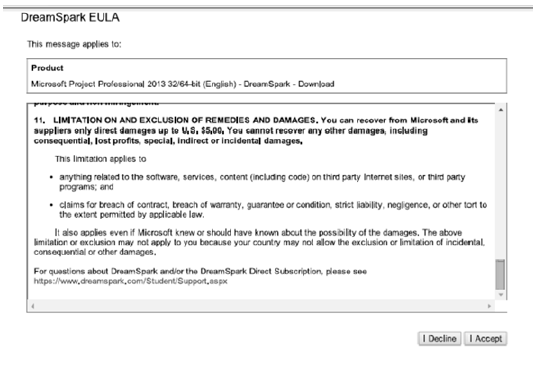 DreamSpark EULA
This message applies to:
Product
Microsoft Project Professional 2013 32/64-bit (English) - DreamSpark - Download
purpose and non-infringement.
11. LIMITATION ON AND EXCLUSION OF REMEDIES AND DAMAGES. You can recover from Microsoft and its
suppliers only direct damages up to U.S. $5.00. You cannot recover any other damages, including
consequential, lost profits, special, indirect or incidental damages.
This limitation applies to
• anything related to the software, services, content (including code) on third party Internet sites, or third party
programs; and
• claims for breach of contract, breach of warranty, guarantee or condition, strict liability, negligence, or other tort to
the extent permitted by applicable law.
It also applies even if Microsoft knew or should have known about the possibility of the damages. The above
limitation or exclusion may not apply to you because your country may not allow the exclusion or limitation of incidental,
consequential or other damages.
For questions about DreamSpark and/or the DreamSpark Direct Subscription, please see
https://www.dreamspark.com/Student/Support.aspx
I Decline
I Accept